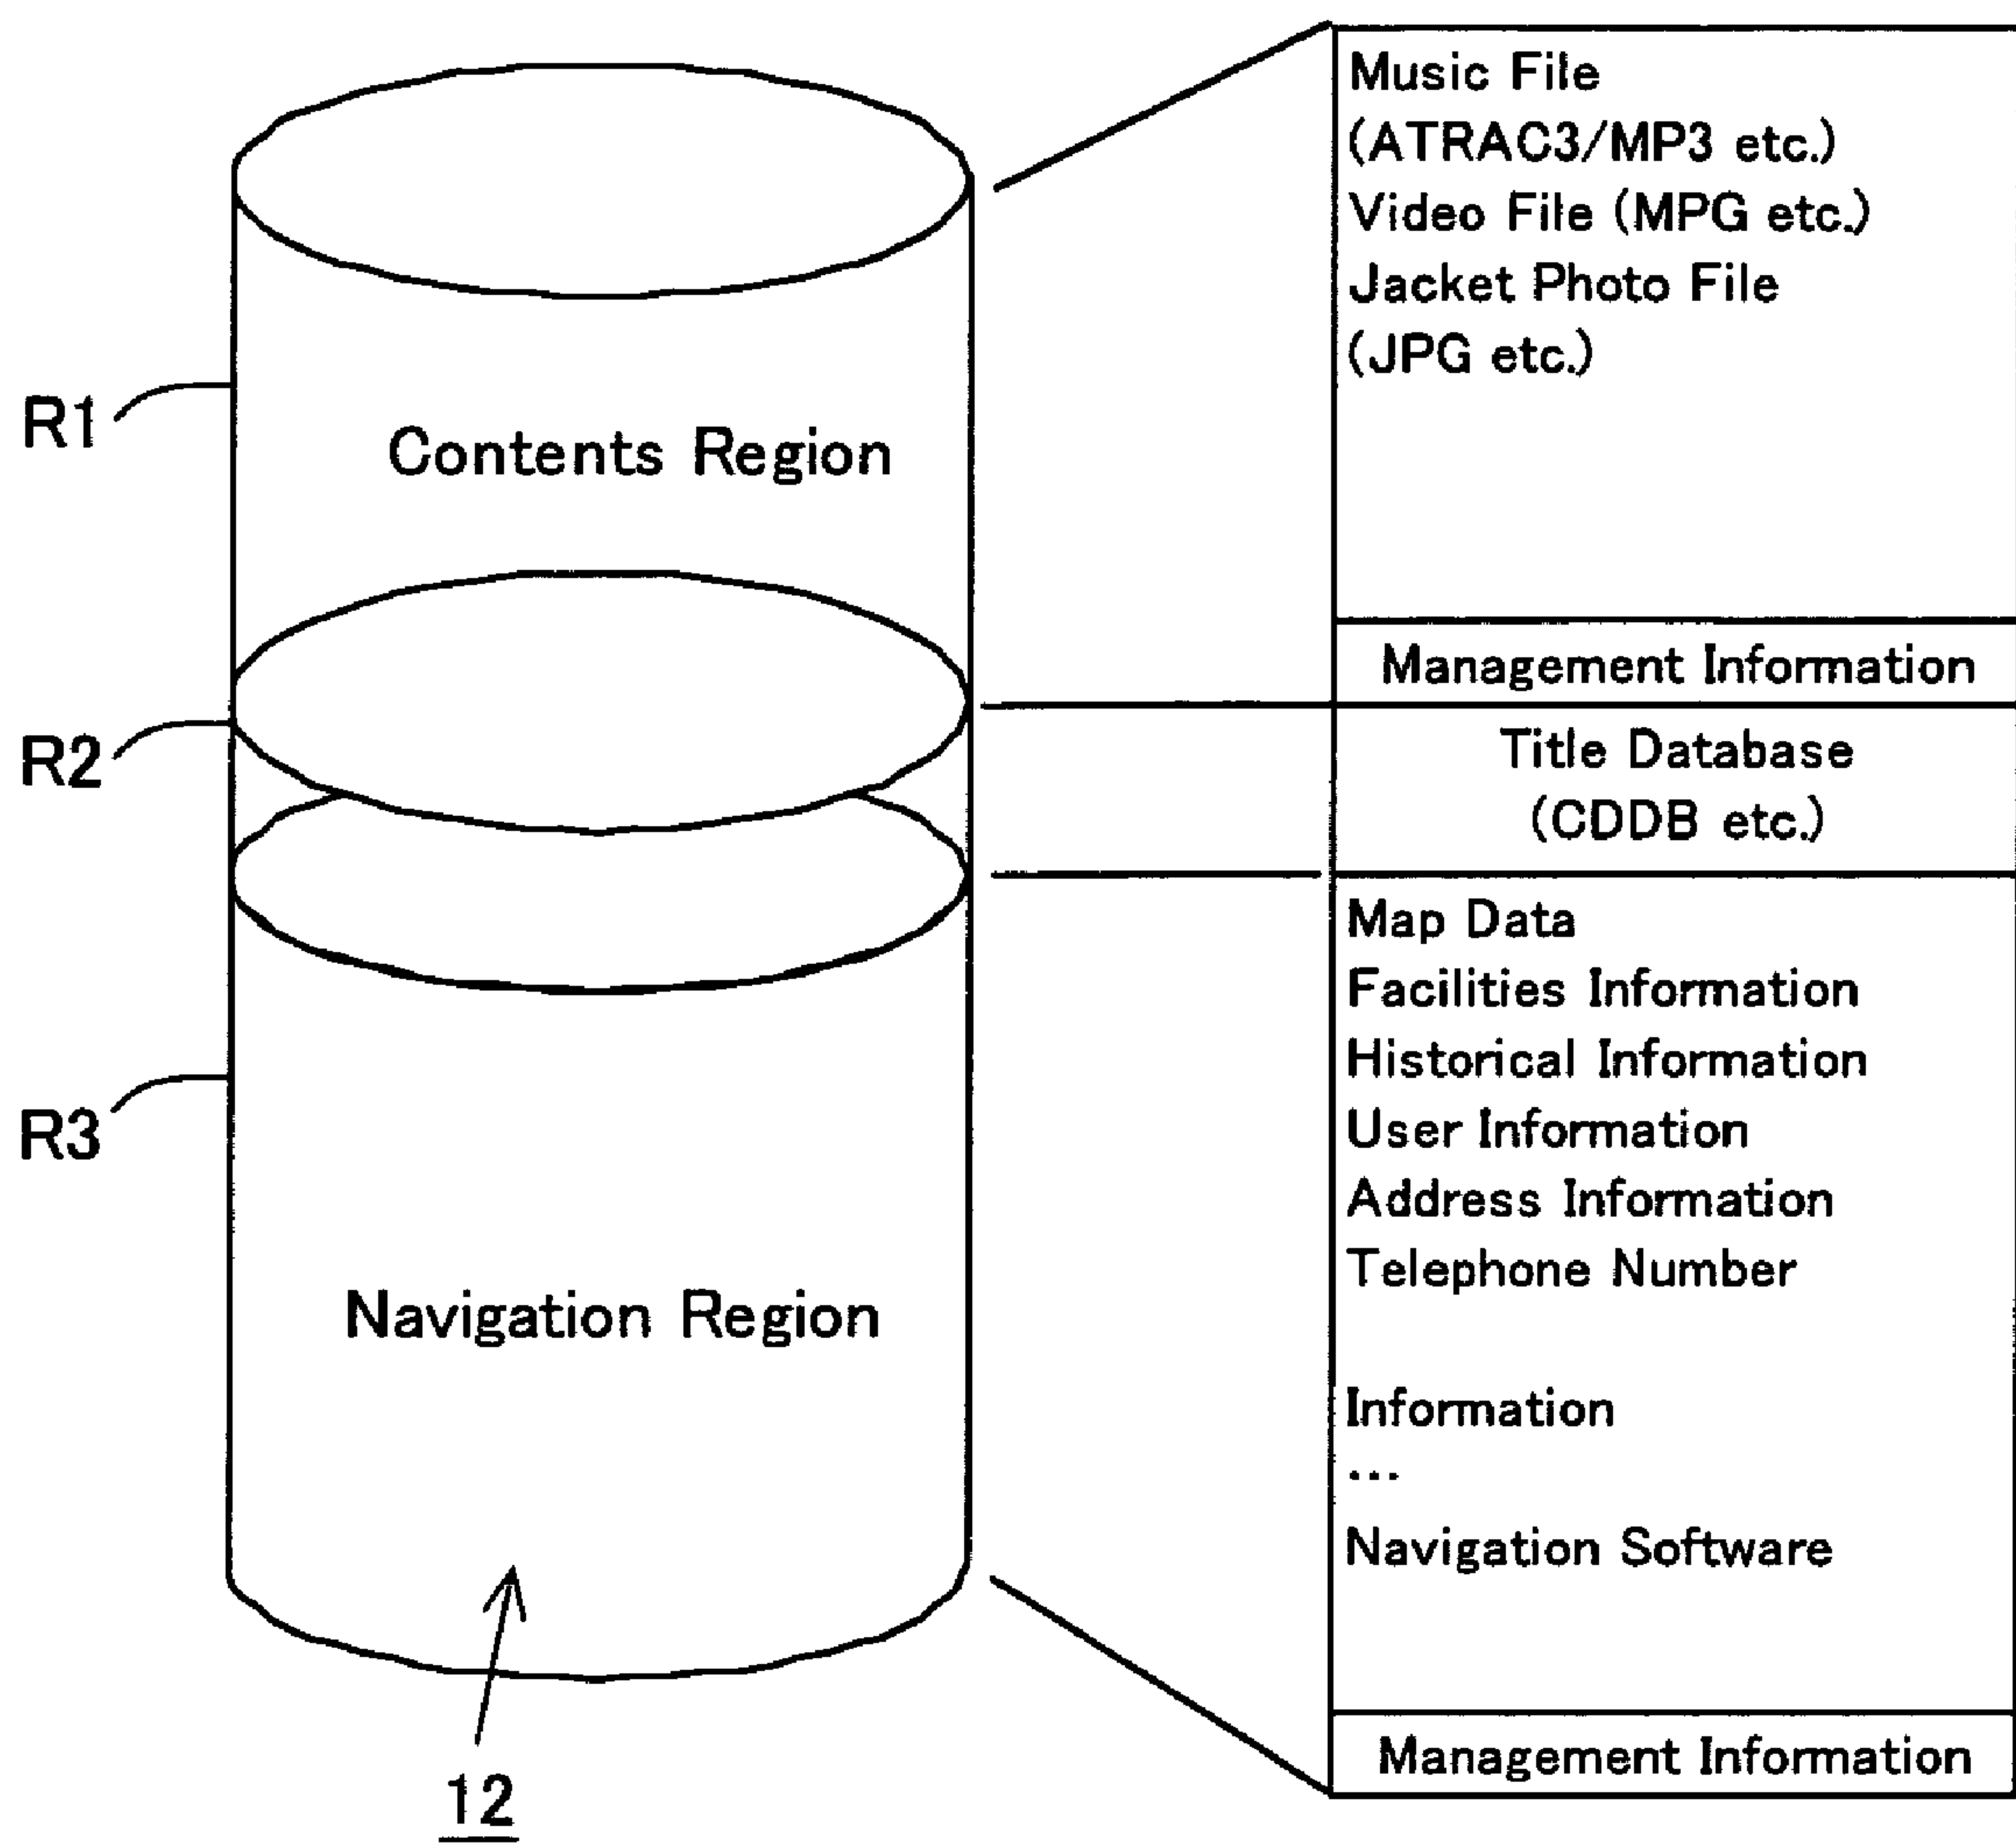 R1
Contents Region
R2
R3
Navigation Region
12
Music File
(ATRAC3/MP3 etc.)
Video File (MPG etc.)
Jacket Photo File
(JPG etc.)
Management Information
Title Database
(CDDB etc.)
Map Data
Facilities Information
Historical Information
User Information
Address Information
Telephone Number
Information
...
Navigation Software
Management Information